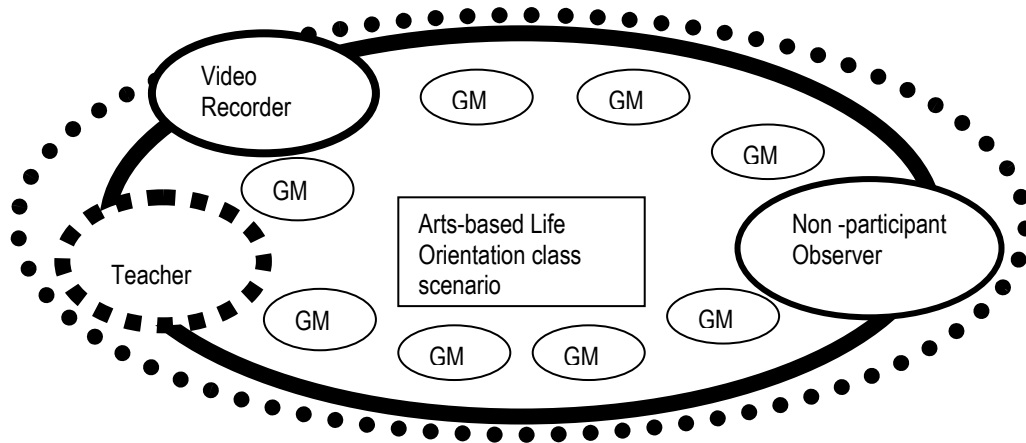 Video
Recorder
GM
GM
GM
GM
Arts-based Life
Orientation class
scenario
Non -participant
Observer
Teacher
GM
GM
GM
GM